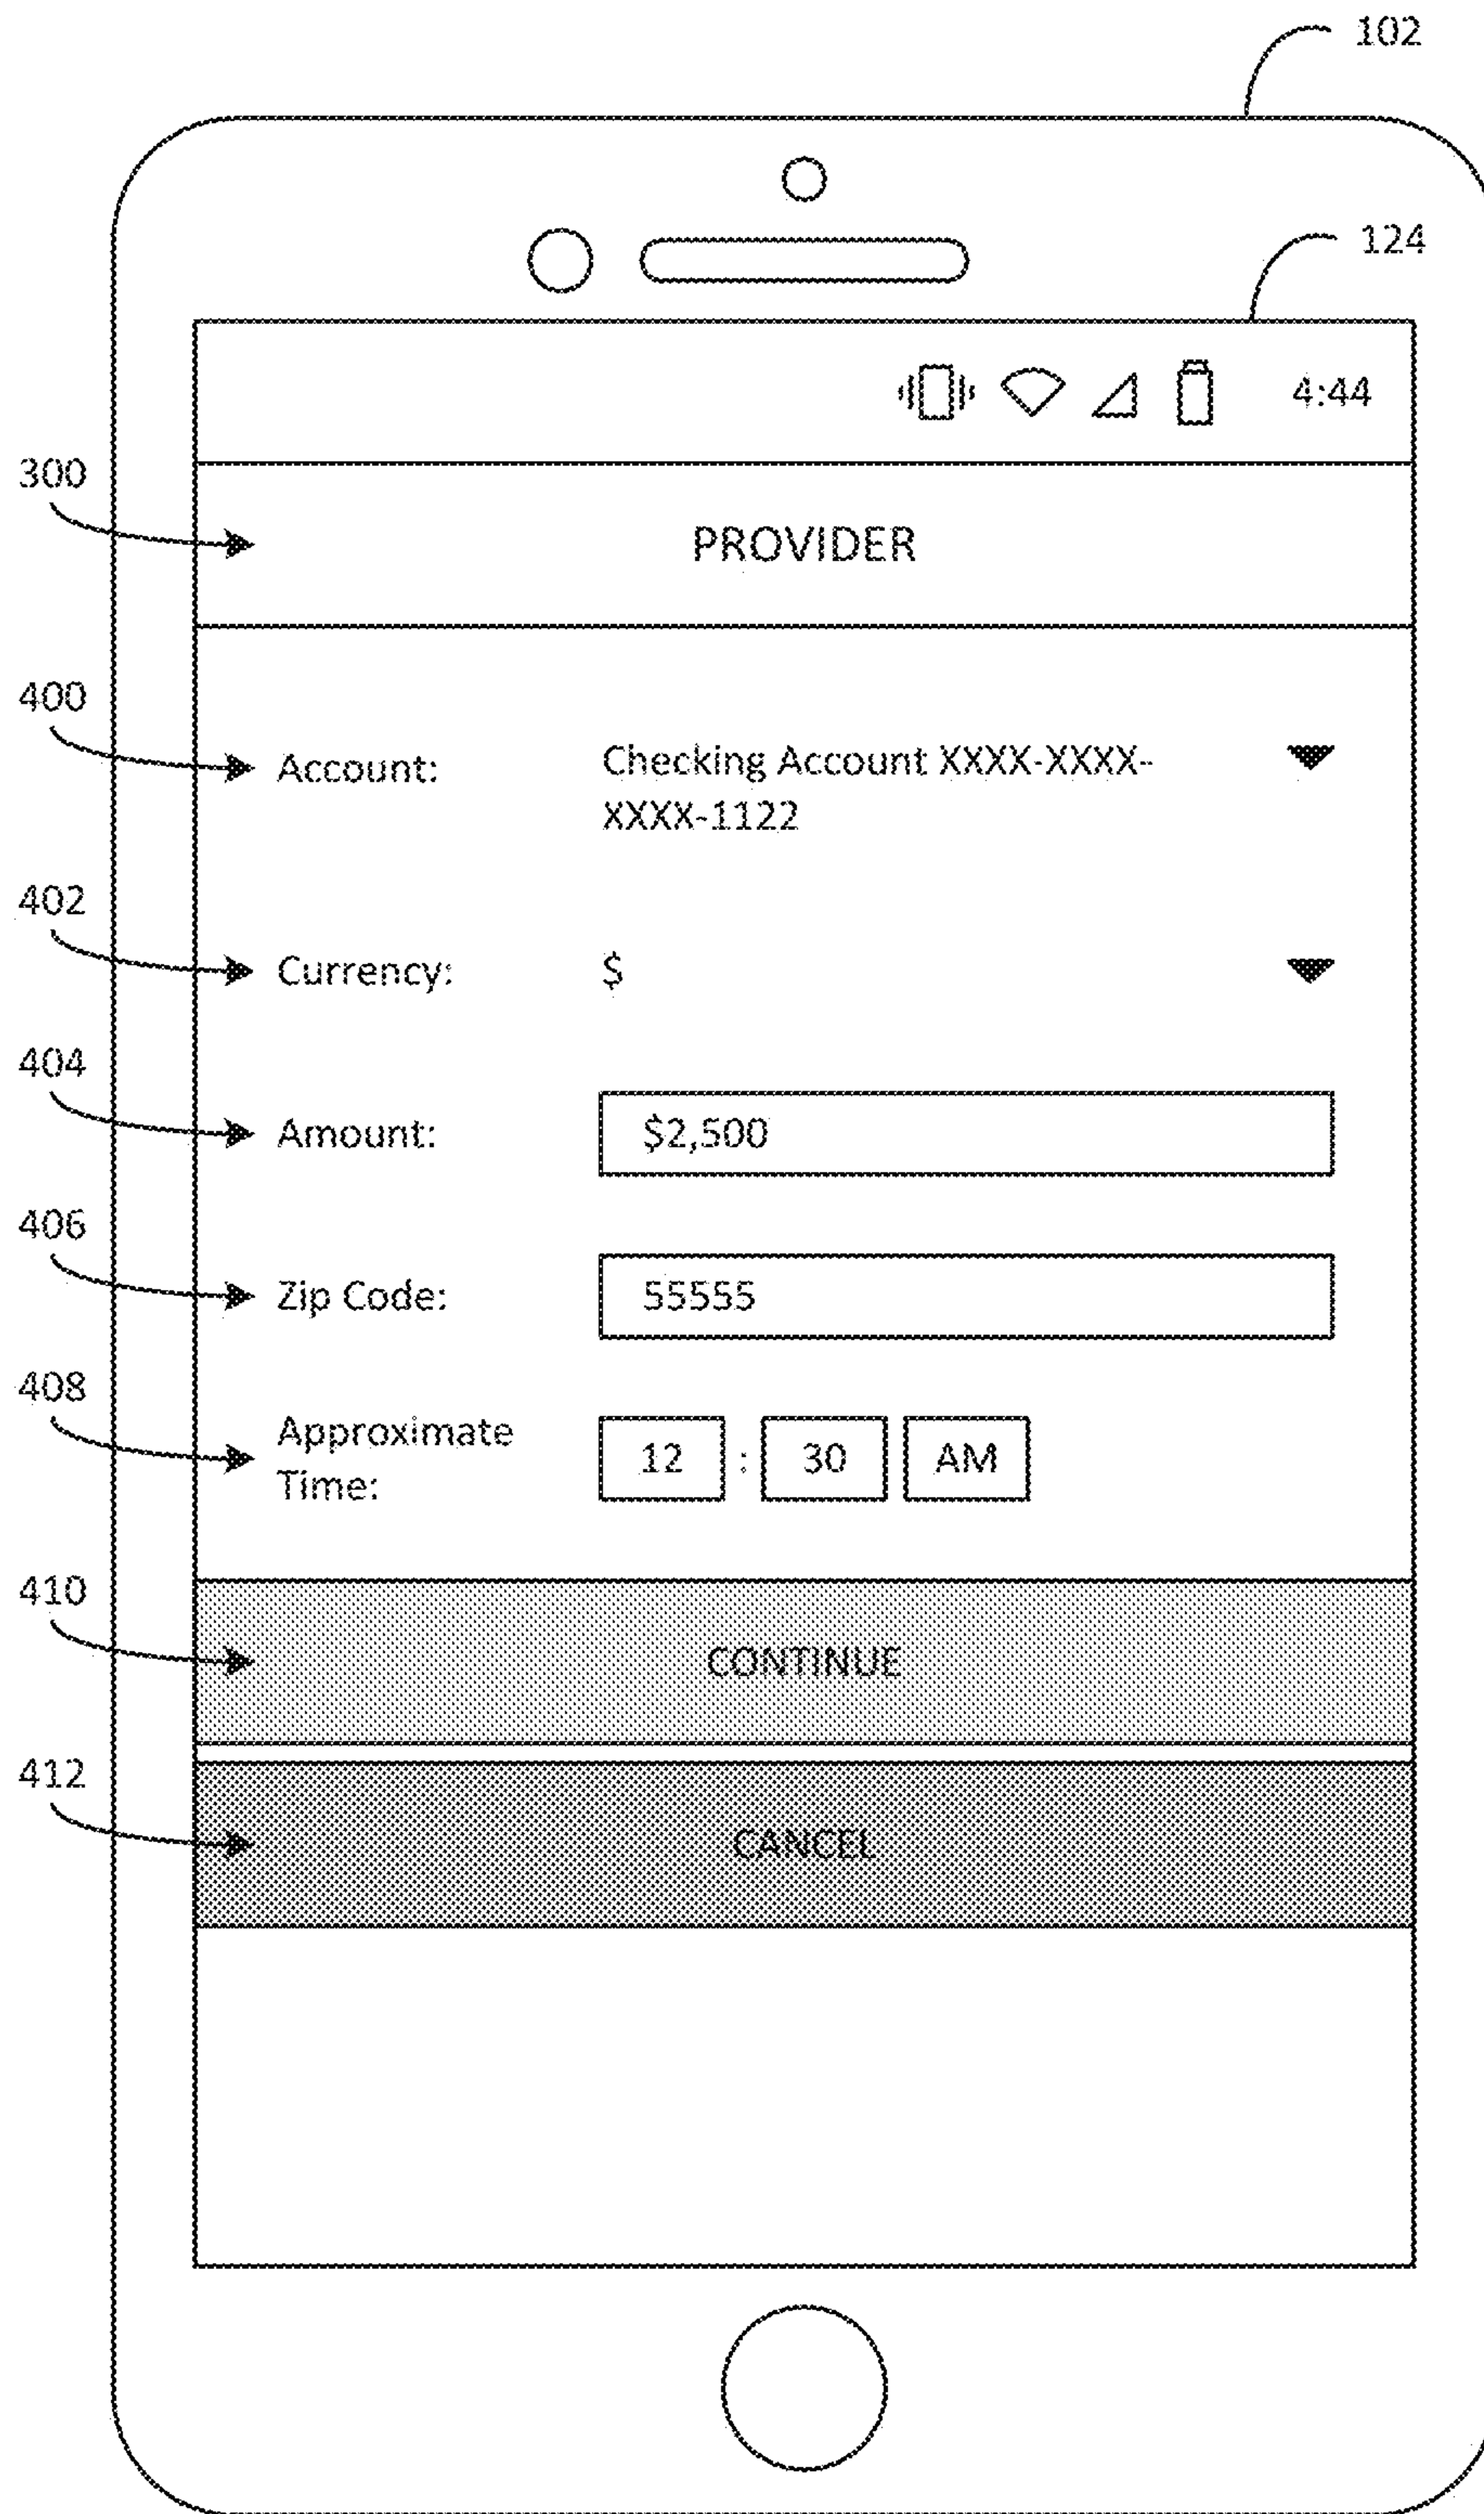 102
124
4:44
300
PROVIDER
400
Account:
Checking Account XXXX-XXXX-
XXXX-1122
402
Currency:
$
404
Amount:
$2,500
406
Zip Code:
55555
408
Approximate
Time:
12 : 30 AM
410
CONTINUE
412
CANCEL